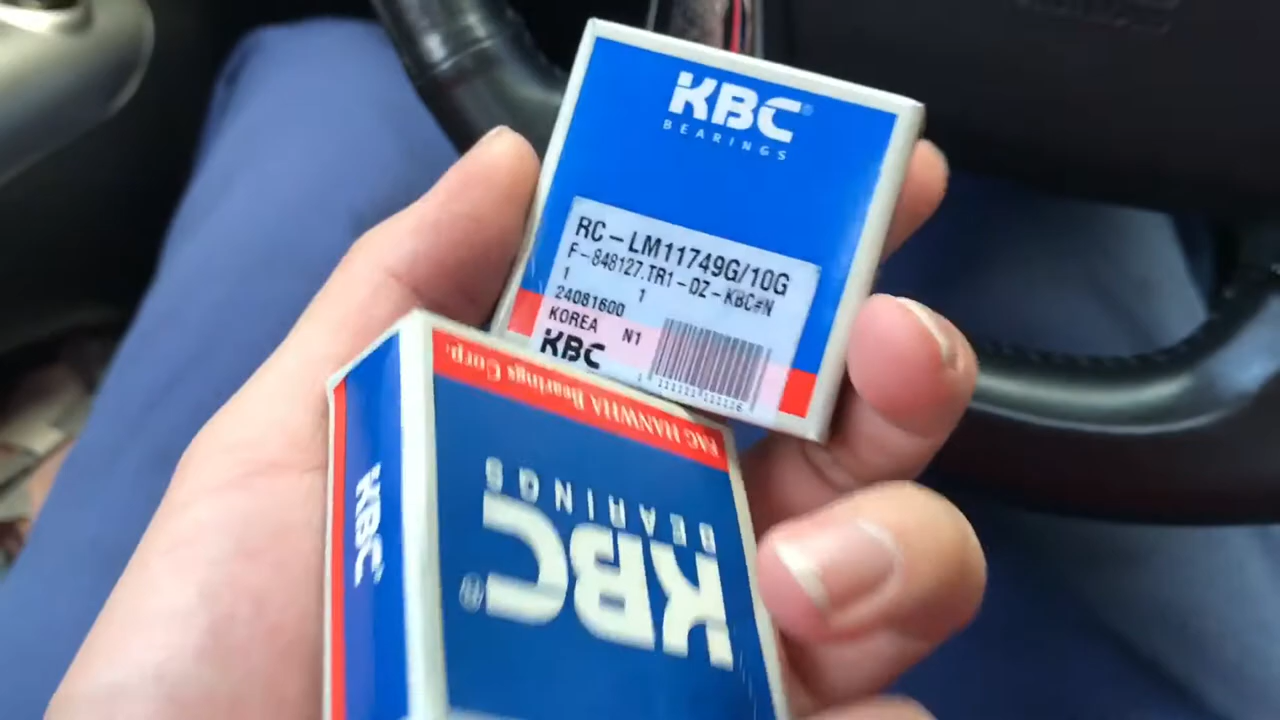 KBC®
BEARINGS
RC-LM11749G/10G
F-848127.TR1-DZ-KBC#N
1 1
24081600
KOREA N1
KBC
FAG HANWHA Bearings Corp.
KBC®
BEARINGS
KBC